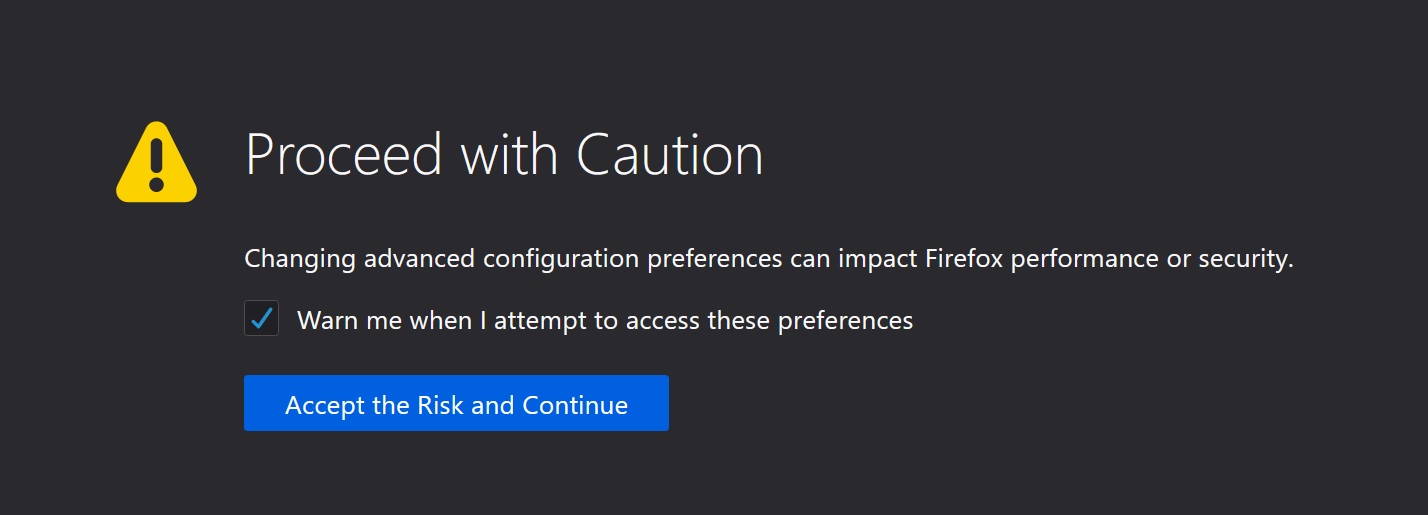 Proceed with Caution
Changing advanced configuration preferences can impact Firefox performance or security.
Warn me when I attempt to access these preferences
Accept the Risk and Continue